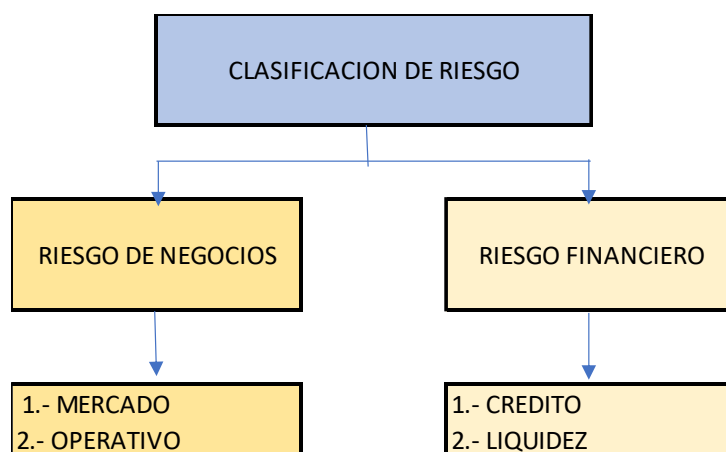 CLASIFICACION DE RIESGO
RIESGO DE NEGOCIOS
RIESGO FINANCIERO
1.- MERCADO
2.- OPERATIVO
1.- CREDITO
2.- LIQUIDEZ